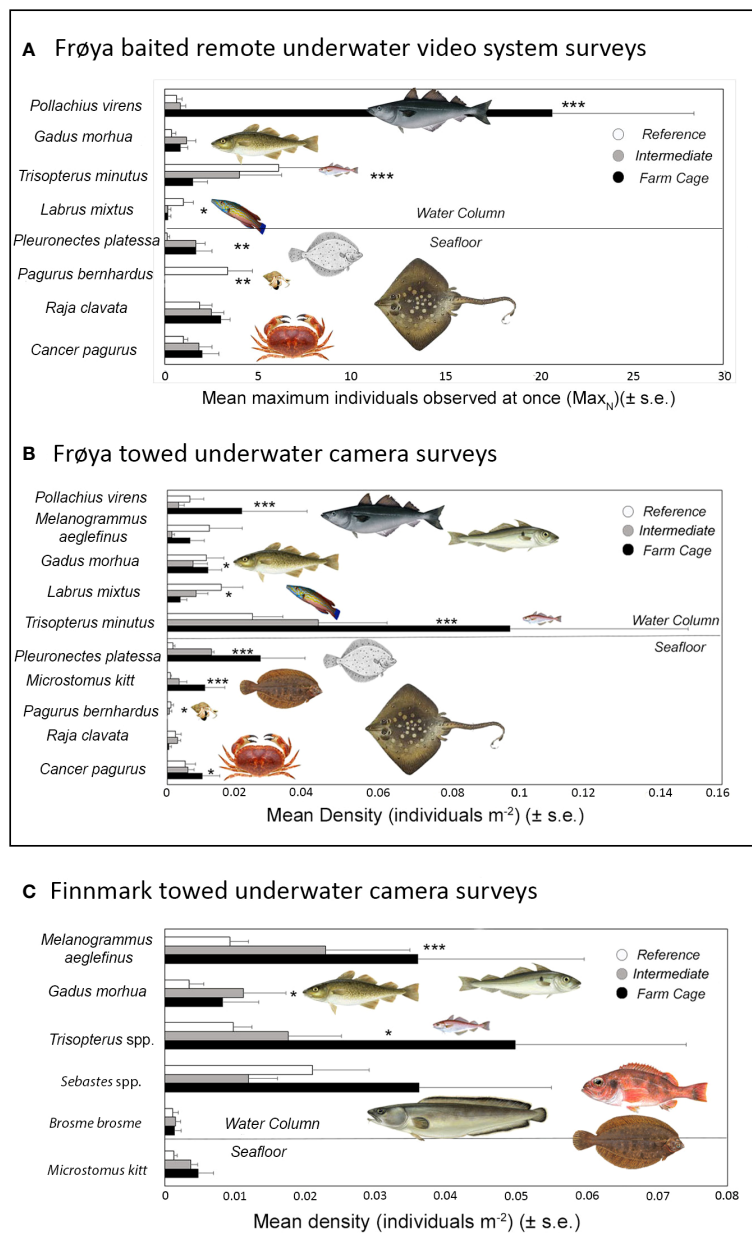 A Frøya baited remote underwater video system surveys
Pollachius virens
***
Gadus morhua
Reference
Intermediate
Trisopterus minutus
***
Farm Cage
Labrus mixtus
*
Water Column
Pleuronectes platessa
**
Seafloor
Pagurus bernhardus
**
Raja clavata
Cancer pagurus
0 5 10 15 20 25 30
Mean maximum individuals observed at once (MaxN)(± s.e.)
B Frøya towed underwater camera surveys
Pollachius virens
***
Reference
Melanogrammus
aeglefinus
Intermediate
Farm Cage
Gadus morhua
*
Labrus mixtus
*
Trisopterus minutus
***
Water Column
Pleuronectes platessa
***
Seafloor
Microstomus kitt
***
Pagurus bernhardus
*
Raja clavata
Cancer pagurus
*
0 0.02 0.04 0.06 0.08 0.1 0.12 0.14 0.16
Mean Density (individuals m-2) (± s.e.)
C Finnmark towed underwater camera surveys
Melanogrammus
aeglefinus
***
Reference
Intermediate
Farm Cage
Gadus morhua
*
Trisopterus spp.
*
Sebastes spp.
Brosme brosme
Water Column
Seafloor
Microstomus kitt
0 0.01 0.02 0.03 0.04 0.05 0.06 0.07 0.08
Mean density (individuals m-2) (± s.e.)